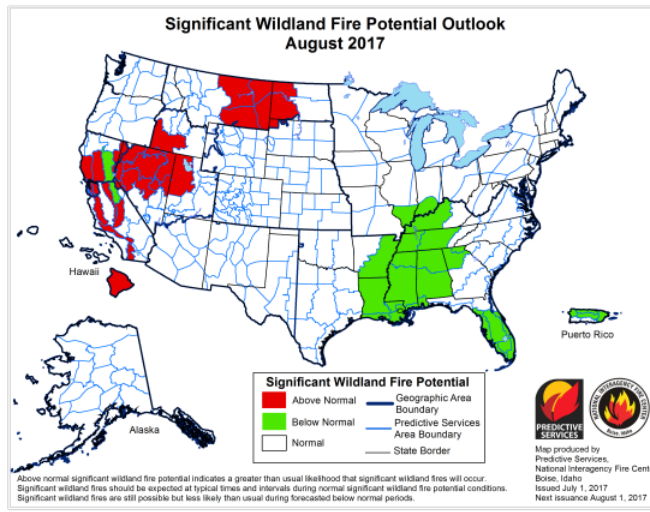 Significant Wildland Fire Potential Outlook
August 2017
Hawaii
Puerto Rico
Alaska
Significant Wildland Fire Potential
Above Normal
Below Normal
Normal
Geographic Area
Boundary
Predictive Services
Area Boundary
State Border
PREDICTIVE
SERVICES
NATIONAL INTERAGENCY FIRE CENTER
Boise, Idaho
Map produced by
Predictive Services,
National Interagency Fire Cent
Boise, Idaho
Issued July 1, 2017
Next issuance August 1, 2017
Above normal significant wildland fire potential indicates a greater than usual likelihood that significant wildland fires will occur.
Significant wildland fires should be expected at typical times and intervals during normal significant wildland fire potential conditions.
Significant wildland fires are still possible but less likely than usual during forecasted below normal periods.